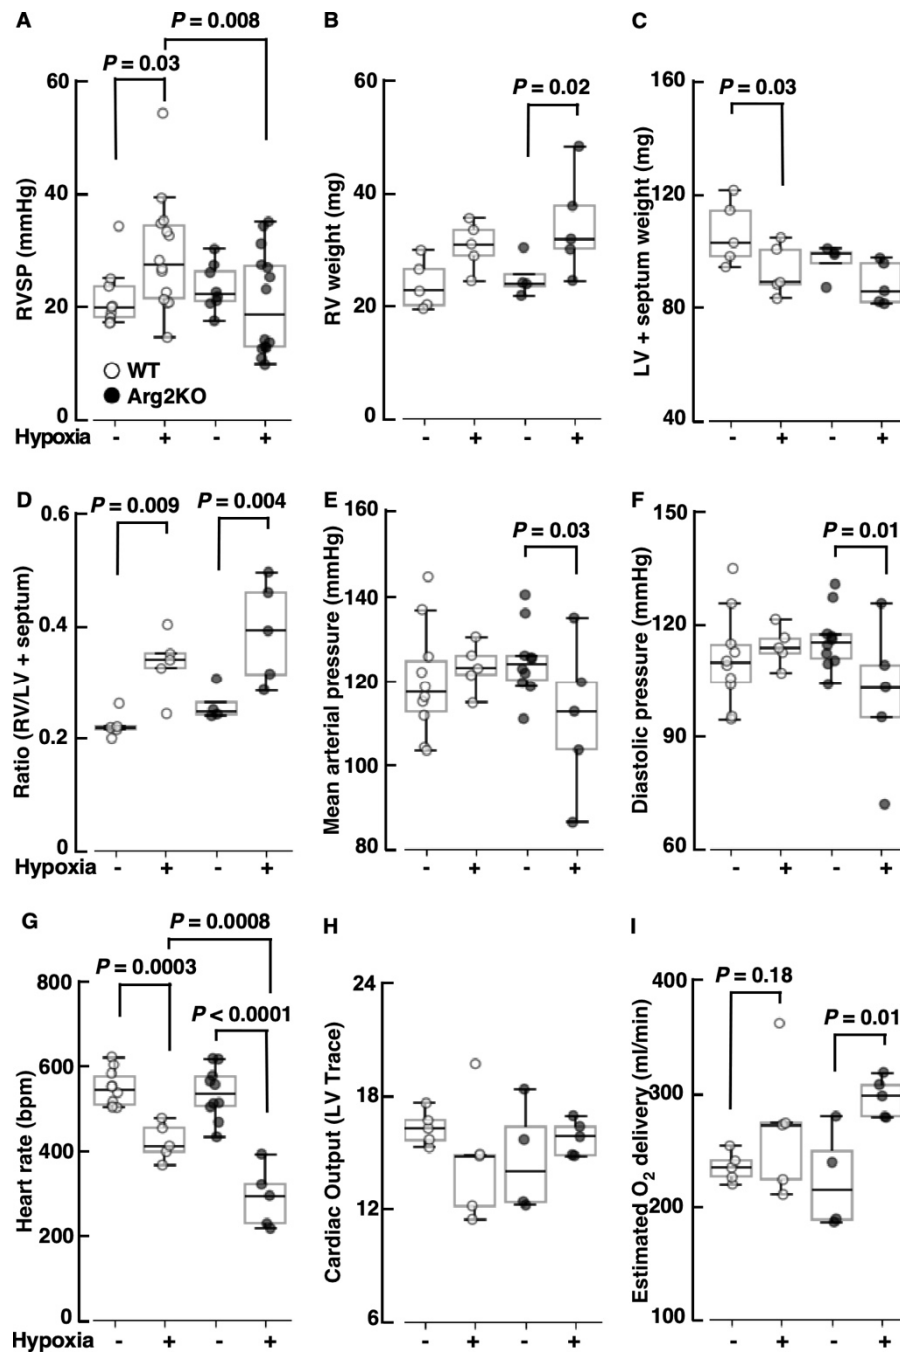 A
P = 0.008
P = 0.03
60
40
20
0
RVSP (mmHg)
WT
Arg2KO
Hypoxia - + - +
B
P = 0.02
60
40
20
0
RV weight (mg)
- + - +
C
160
P = 0.03
120
80
40
LV + septum weight (mg)
- + - +
D
P = 0.009
P = 0.004
0.6
0.4
0.2
0
Ratio (RV/LV + septum)
Hypoxia - + - +
E
160
P = 0.03
140
120
100
80
Mean arterial pressure (mmHg)
- + - +
F
150
P = 0.01
120
90
60
Diastolic pressure (mmHg)
- + - +
G
P = 0.0008
P = 0.0003
P < 0.0001
800
600
400
200
0
Heart rate (bpm)
Hypoxia - + - +
H
24
18
12
6
Cardiac Output (LV Trace)
- + - +
I
400
P = 0.18
P = 0.01
300
200
100
Estimated O2 delivery (ml/min)
- + - +